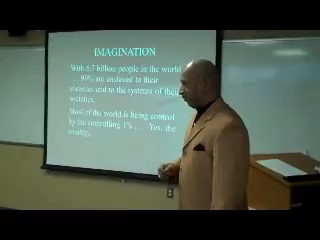 IMAGINATION
With 6.7 billion people in the world
. . . 99% are enslaved to their
societies and to the systems of their
societies.
Most of the world is being control
by the controlling 1% . . . Yes, the
wealthy.